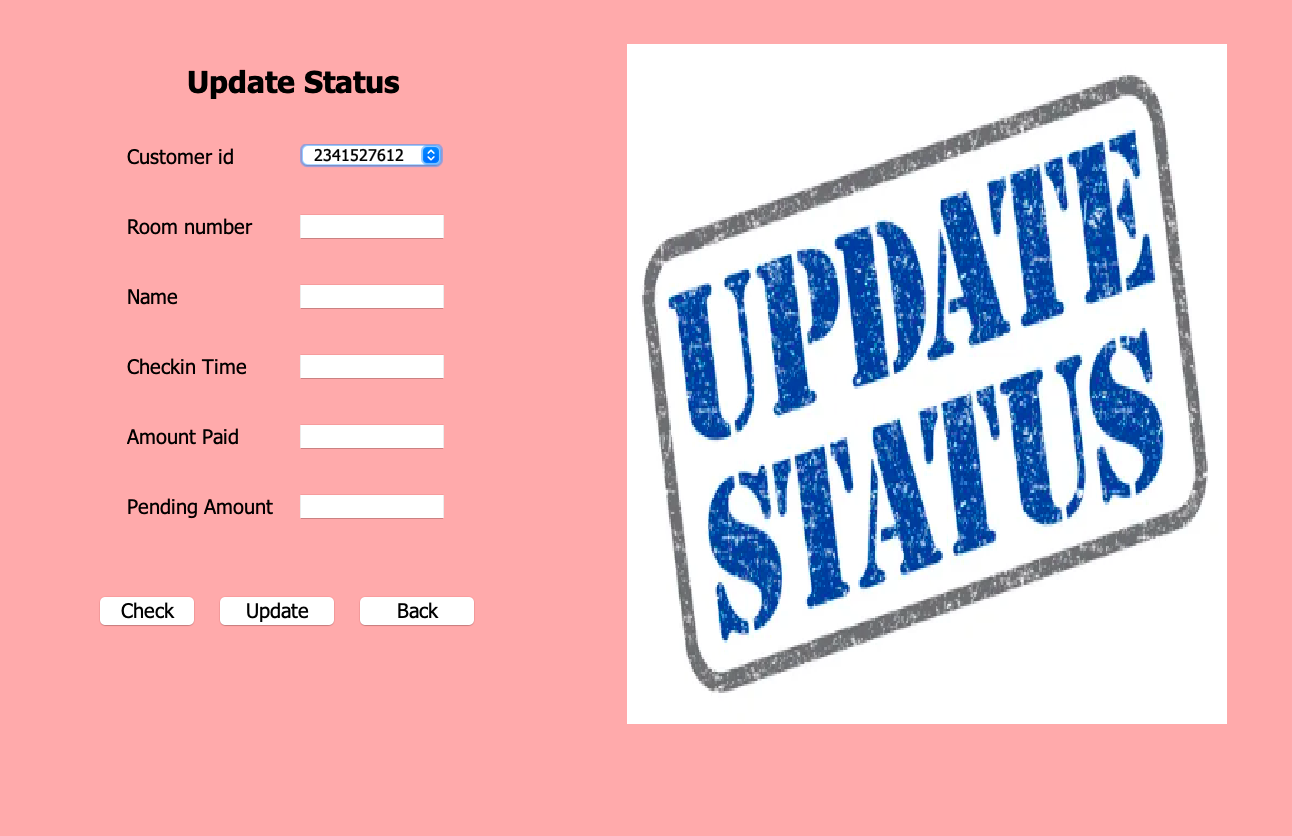 Update Status
Customer id 2341527612
Room number
Name
Checkin Time
Amount Paid
Pending Amount
Check Update Back
UPDATE
STATUS